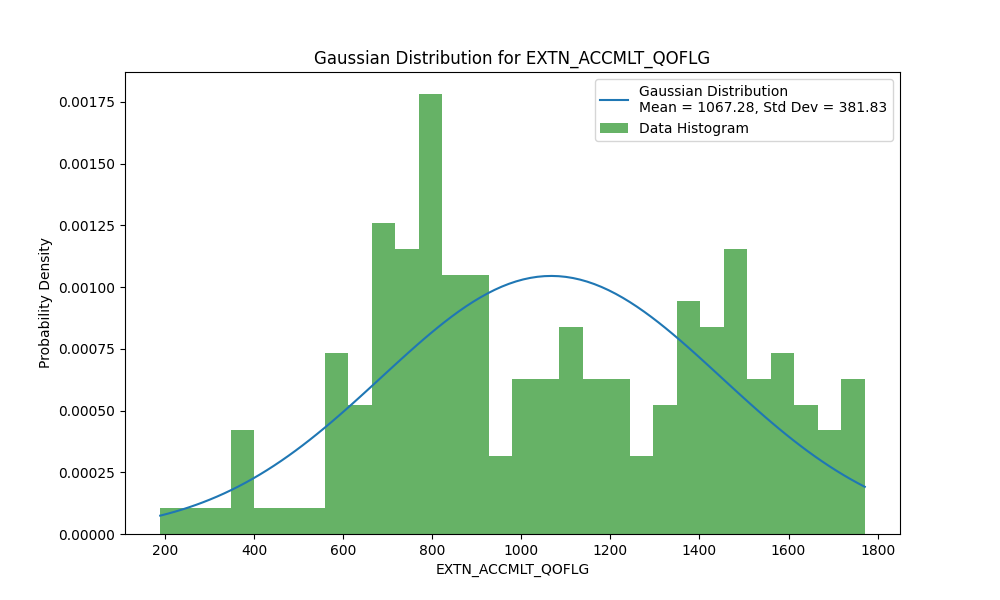 Gaussian Distribution for EXTN_ACCMLT_QOFLG
Gaussian Distribution
Mean = 1067.28, Std Dev = 381.83
Data Histogram
Probability Density
0.00175
0.00150
0.00125
0.00100
0.00075
0.00050
0.00025
0.00000
200 400 600 800 1000 1200 1400 1600 1800
EXTN_ACCMLT_QOFLG